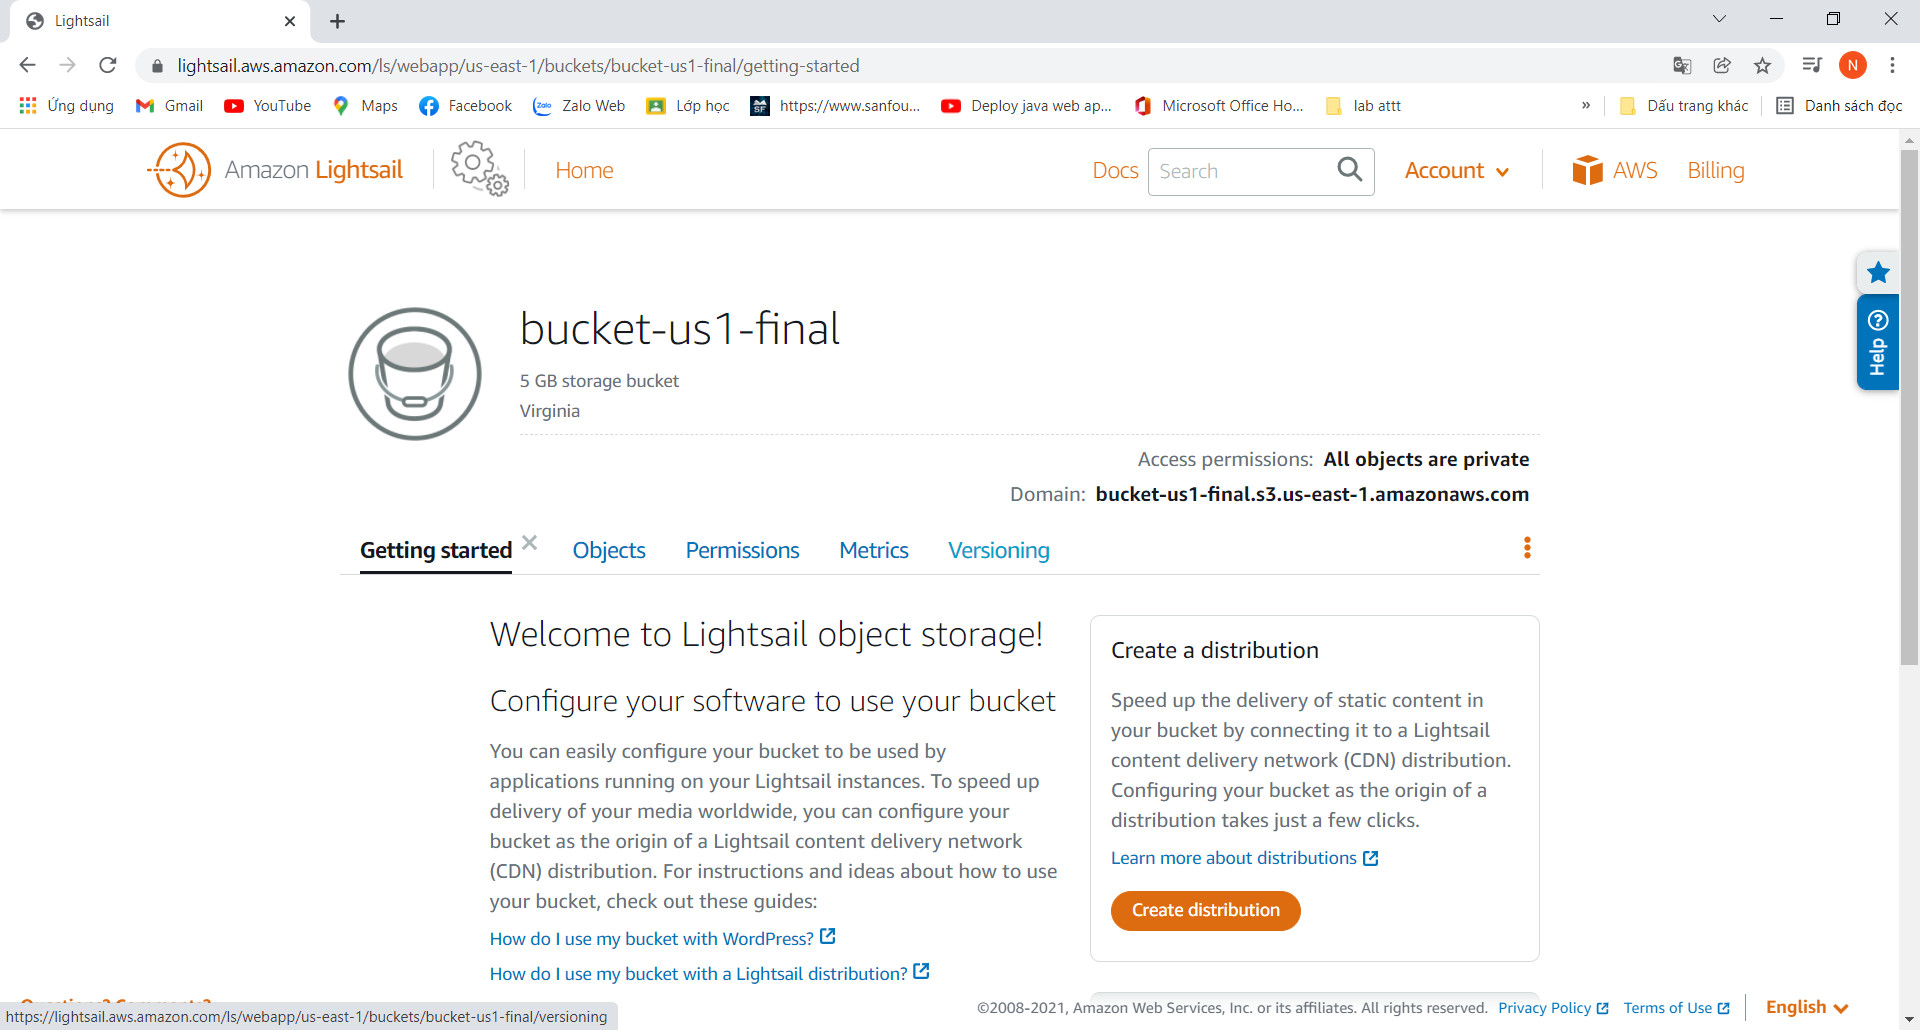 Lightsail
lightsail.aws.amazon.com/ls/webapp/us-east-1/buckets/bucket-us1-final/getting-started
N
Ứng dụng Gmail YouTube Maps Facebook Zalo Zalo Web Lớp học SF https://www.sanfou... Deploy java web ap... Microsoft Office Ho... lab attt » Dấu trang khác Danh sách đọc
Amazon Lightsail Home Docs Search Account AWS Billing
Help
bucket-us1-final
5 GB storage bucket
Virginia
Access permissions: All objects are private
Domain: bucket-us1-final.s3.us-east-1.amazonaws.com
Getting started Objects Permissions Metrics Versioning
Welcome to Lightsail object storage!
Configure your software to use your bucket
You can easily configure your bucket to be used by
applications running on your Lightsail instances. To speed up
delivery of your media worldwide, you can configure your
bucket as the origin of a Lightsail content delivery network
(CDN) distribution. For instructions and ideas about how to use
your bucket, check out these guides:
How do I use my bucket with WordPress?
How do I use my bucket with a Lightsail distribution?
Create a distribution
Speed up the delivery of static content in
your bucket by connecting it to a Lightsail
content delivery network (CDN) distribution.
Configuring your bucket as the origin of a
distribution takes just a few clicks.
Learn more about distributions
Create distribution
Questions? Comments?
©2008-2021, Amazon Web Services, Inc. or its affiliates. All rights reserved. Privacy Policy Terms of Use English
https://lightsail.aws.amazon.com/ls/webapp/us-east-1/buckets/bucket-us1-final/versioning